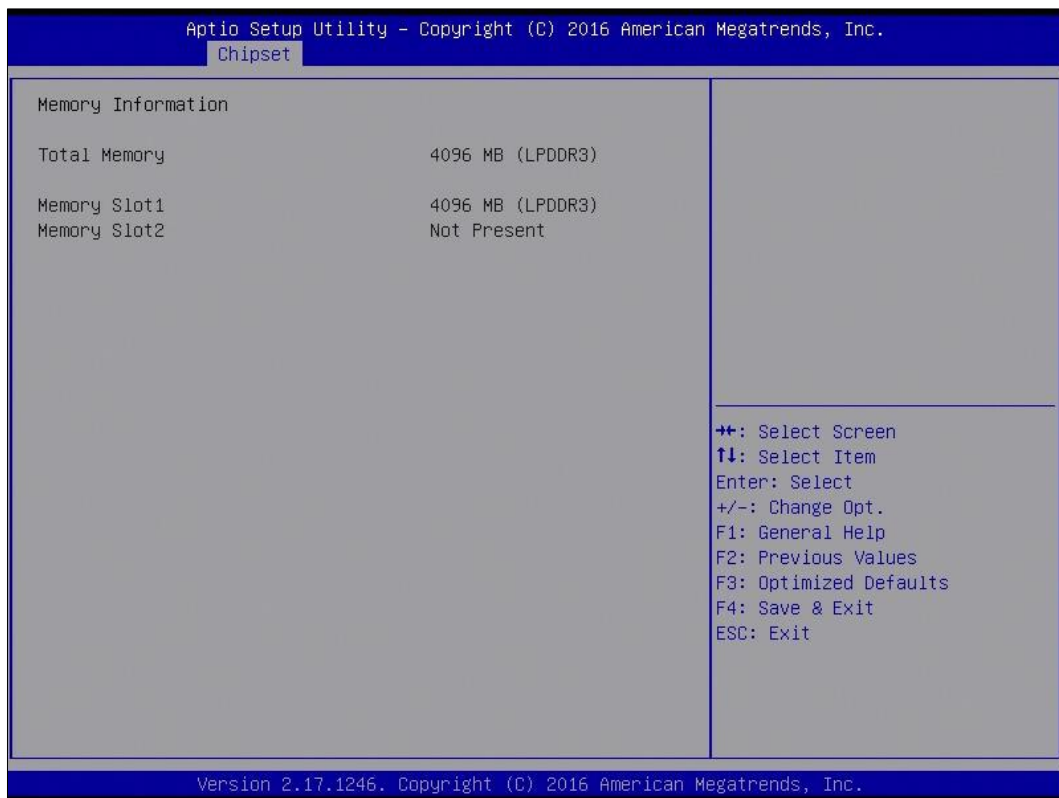 Aptio Setup Utility – Copyright (C) 2016 American Megatrends, Inc.
Chipset
Memory Information
Total Memory 4096 MB (LPDDR3)
Memory Slot1 4096 MB (LPDDR3)
Memory Slot2 Not Present
→←: Select Screen
↑↓: Select Item
Enter: Select
+/-: Change Opt.
F1: General Help
F2: Previous Values
F3: Optimized Defaults
F4: Save & Exit
ESC: Exit
Version 2.17.1246. Copyright (C) 2016 American Megatrends, Inc.